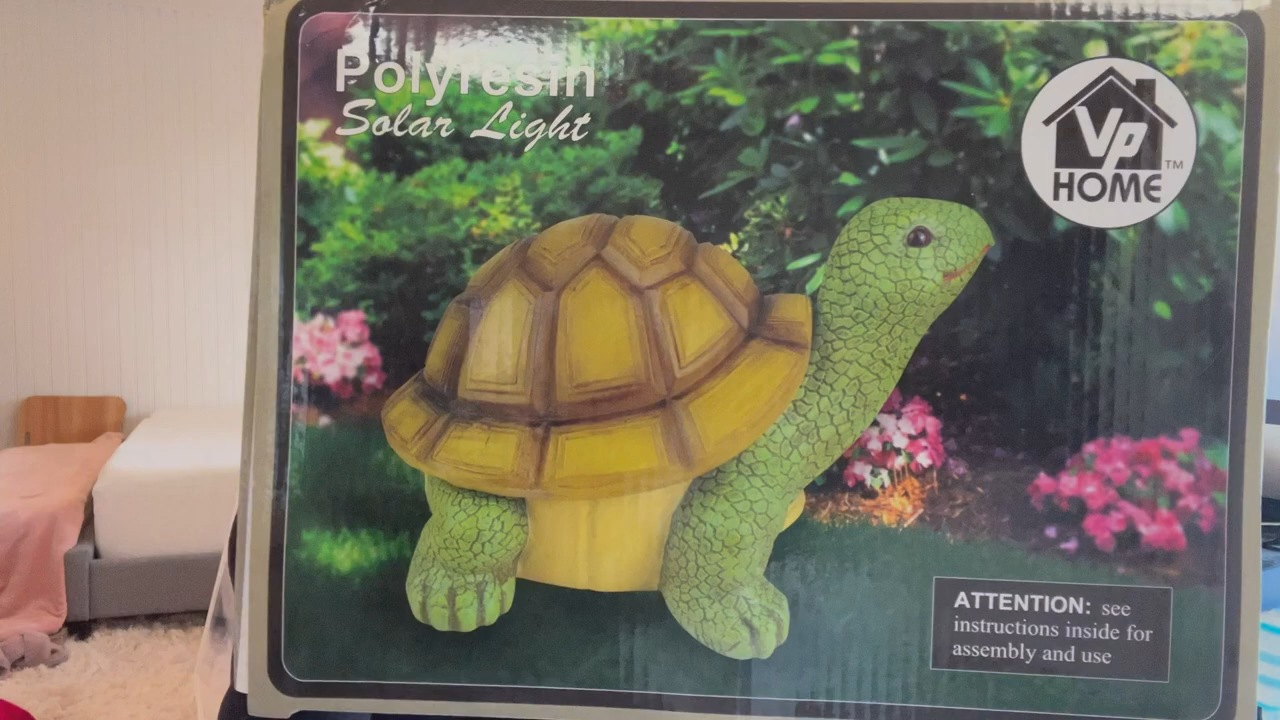 Polyresin
Solar Light
Vp
TM
HOME
ATTENTION: see
instructions inside for
assembly and use